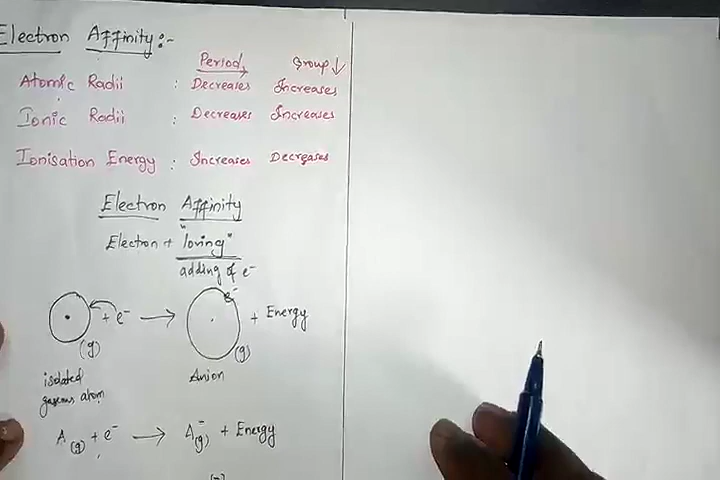 Electron Affinity:-
Period Group ↓
Atomic Radii : Decreases Increases
Ionic Radii : Decreases Increases
Ionisation Energy : Increases Decreases
Electron Affinity
Electron + "loving"
adding of e⁻
+ e⁻ → e⁻ + Energy
(g) (g)
isolated
gaseous atom
Anion
A(g) + e⁻ → A⁻(g) + Energy